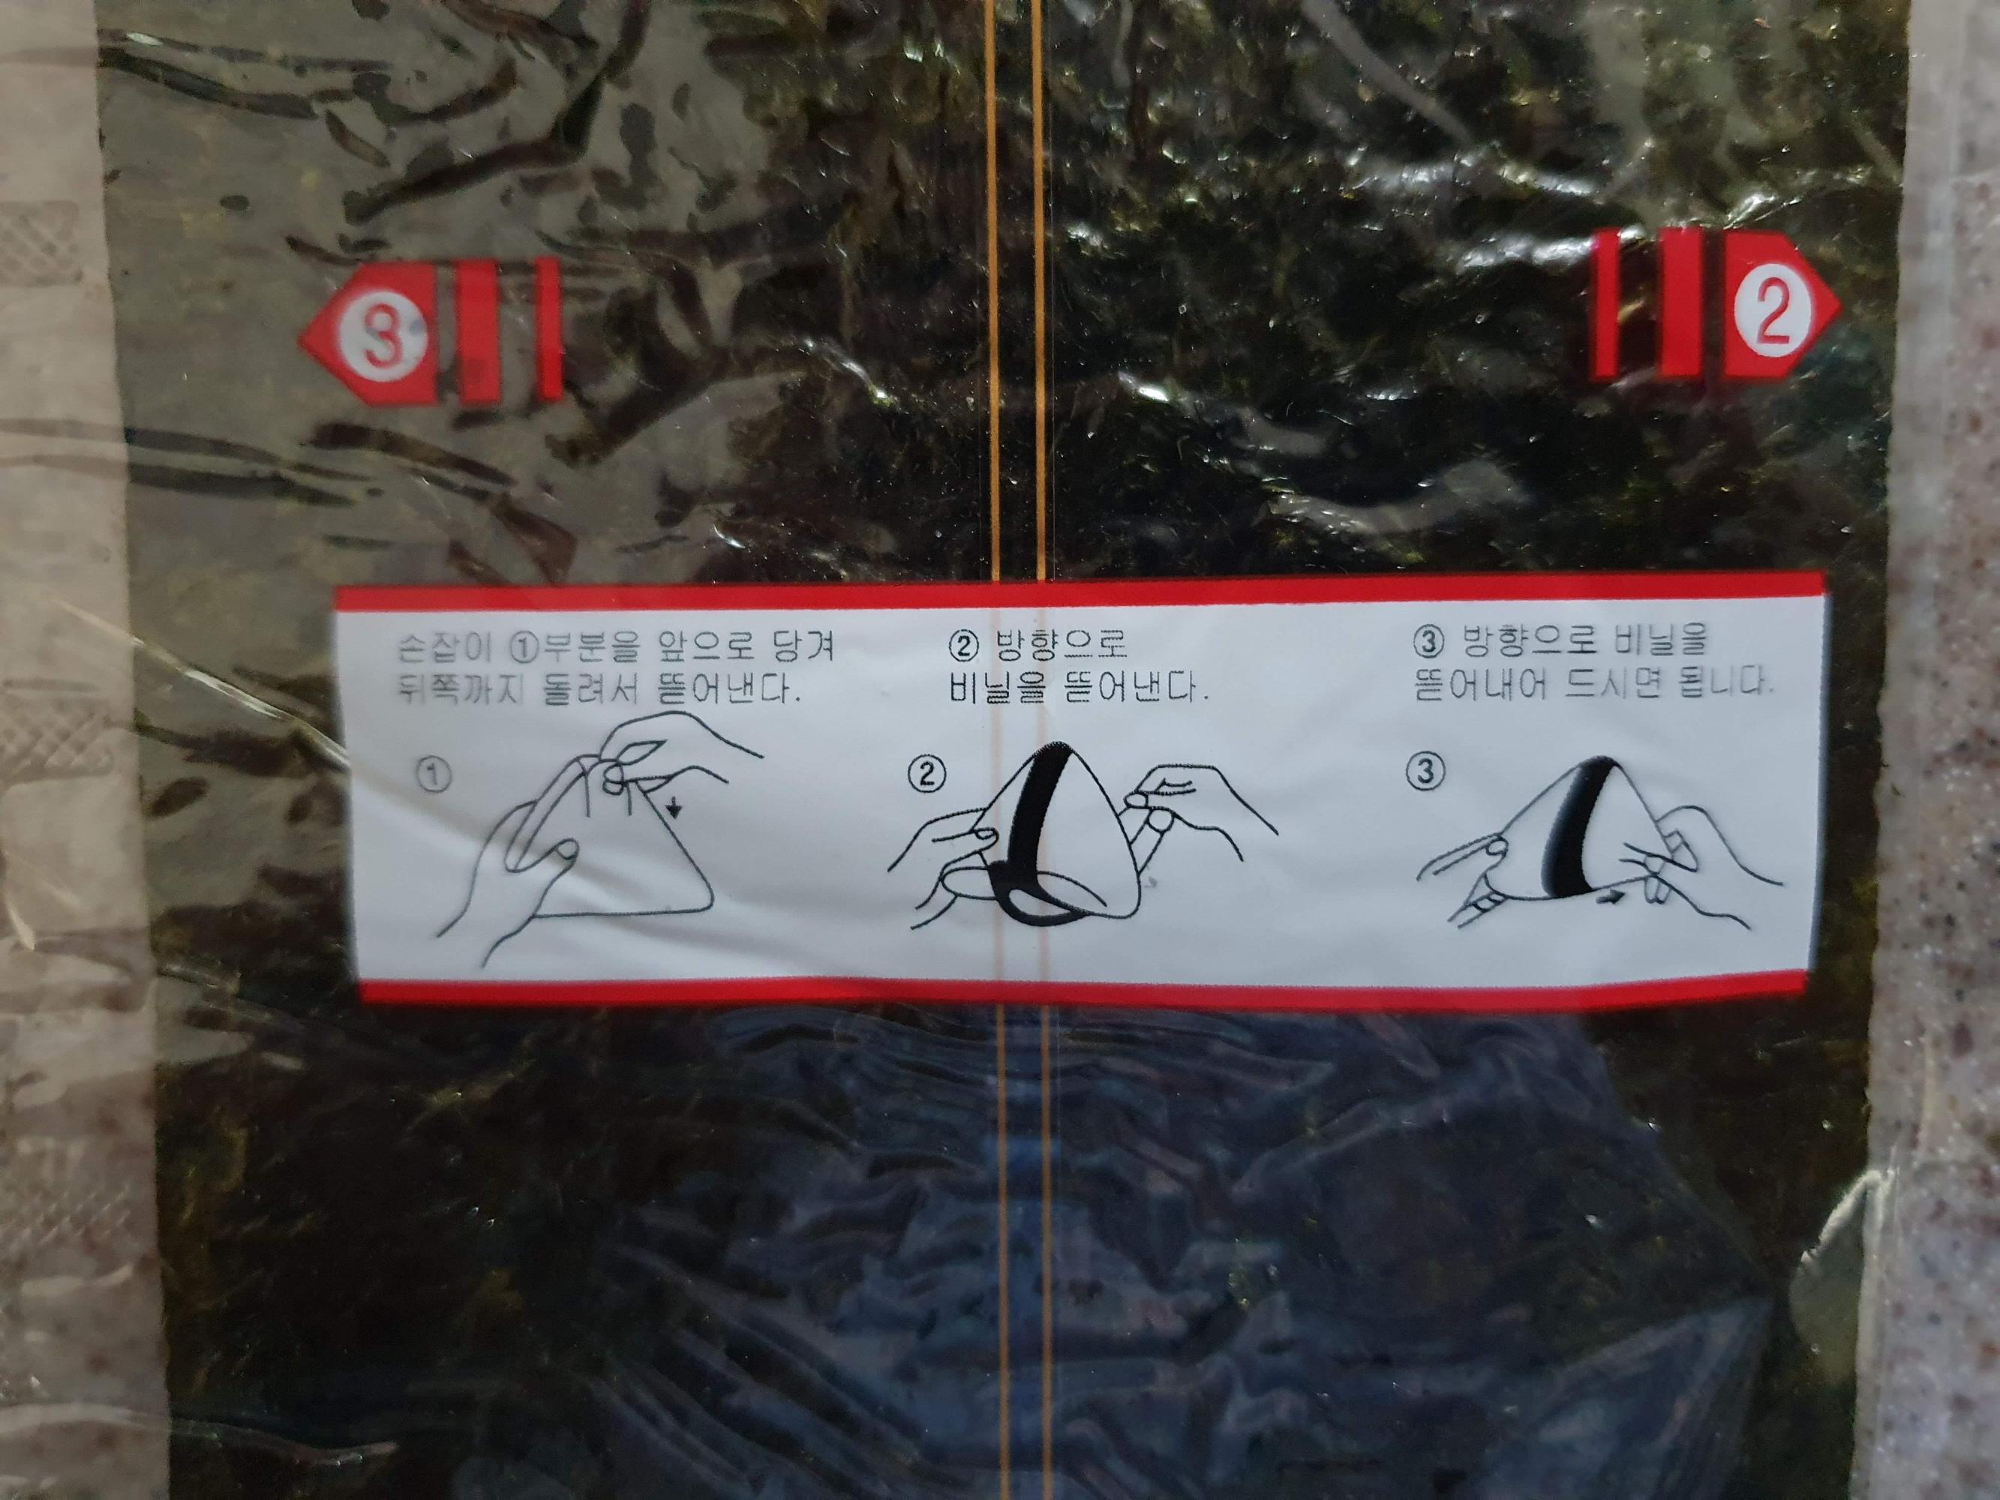 3
2
손잡이 ①부분을 앞으로 당겨
뒤쪽까지 돌려서 뜯어낸다.
② 방향으로
비닐을 뜯어낸다.
③ 방향으로 비닐을
뜯어내어 드시면 됩니다.
①
②
③